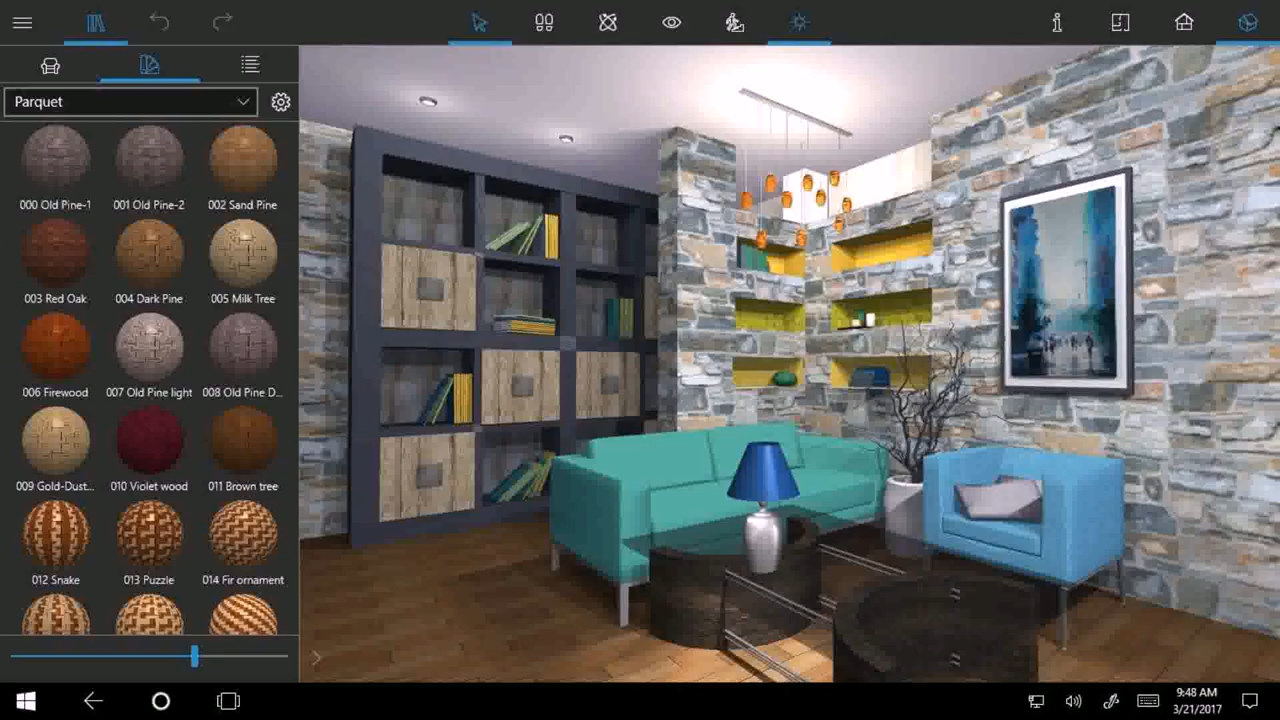 Parquet
000 Old Pine-1
001 Old Pine-2
002 Sand Pine
003 Red Oak
004 Dark Pine
005 Milk Tree
006 Firewood
007 Old Pine light
008 Old Pine D...
009 Gold-Dust...
010 Violet wood
011 Brown tree
012 Snake
013 Puzzle
014 Fir ornament
9:48 AM
3/21/2017